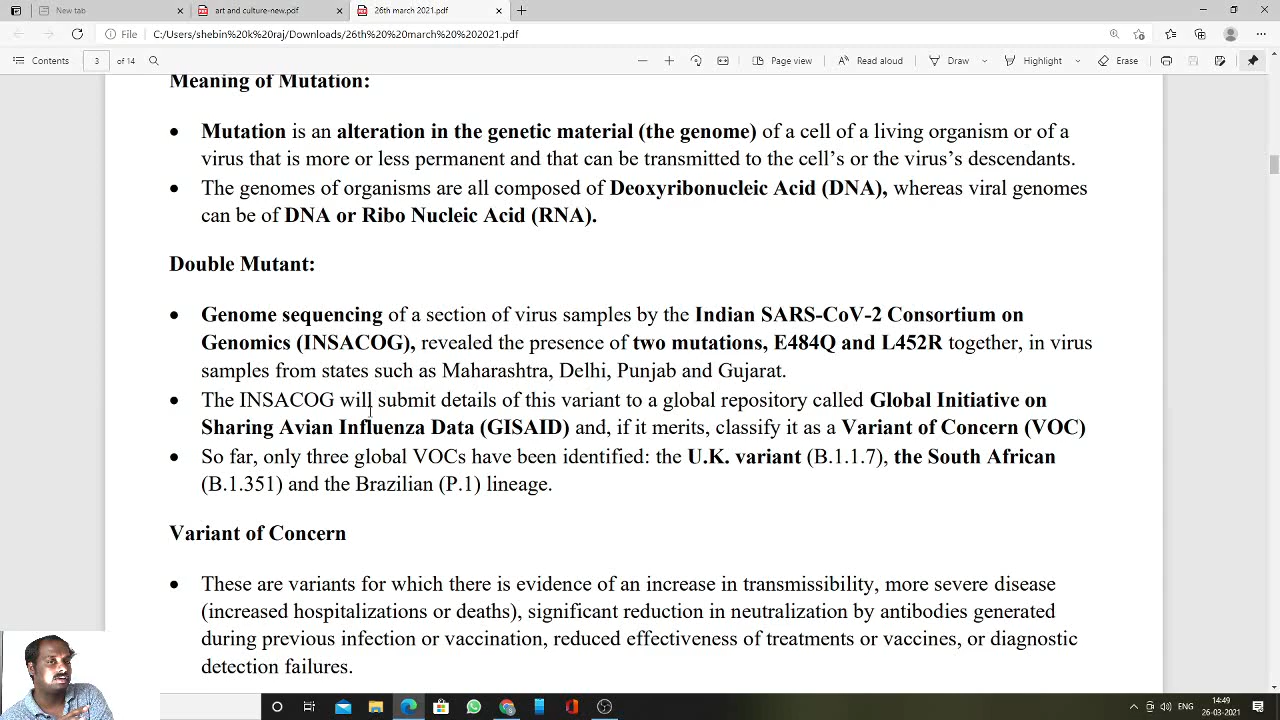 New tab
art and culture-new.pdf
26th march 2021.pdf
File
C:/Users/shebin%20k%20raj/Downloads/26th%20%20march%20%202021.pdf
Contents
3
of 14
Page view
Read aloud
Draw
Highlight
Erase
Meaning of Mutation:
Mutation is an alteration in the genetic material (the genome) of a cell of a living organism or of a
virus that is more or less permanent and that can be transmitted to the cell’s or the virus’s descendants.
The genomes of organisms are all composed of Deoxyribonucleic Acid (DNA), whereas viral genomes
can be of DNA or Ribo Nucleic Acid (RNA).
Double Mutant:
Genome sequencing of a section of virus samples by the Indian SARS-CoV-2 Consortium on
Genomics (INSACOG), revealed the presence of two mutations, E484Q and L452R together, in virus
samples from states such as Maharashtra, Delhi, Punjab and Gujarat.
The INSACOG will submit details of this variant to a global repository called Global Initiative on
Sharing Avian Influenza Data (GISAID) and, if it merits, classify it as a Variant of Concern (VOC)
So far, only three global VOCs have been identified: the U.K. variant (B.1.1.7), the South African
(B.1.351) and the Brazilian (P.1) lineage.
Variant of Concern
These are variants for which there is evidence of an increase in transmissibility, more severe disease
(increased hospitalizations or deaths), significant reduction in neutralization by antibodies generated
during previous infection or vaccination, reduced effectiveness of treatments or vaccines, or diagnostic
detection failures.
ENG
14:49
26-03-2021